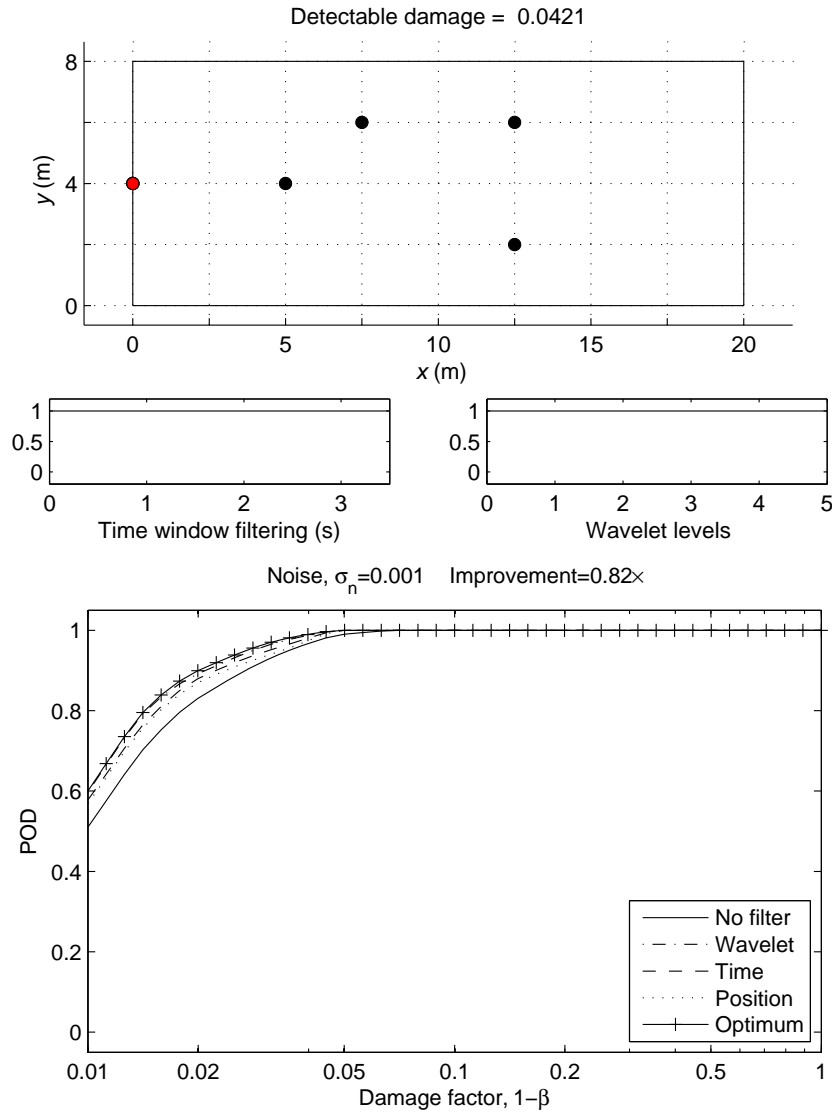 Detectable damage = 0.0421
8
4
0
y (m)
0 5 10 15 20
x (m)
1
0.5
0
0 1 2 3
Time window filtering (s)
1
0.5
0
0 1 2 3 4 5
Wavelet levels
Noise, σn=0.001 Improvement=0.82×
1
0.8
0.6
0.4
0.2
0
POD
No filter
Wavelet
Time
Position
Optimum
0.01 0.02 0.05 0.1 0.2 0.5 1
Damage factor, 1−β